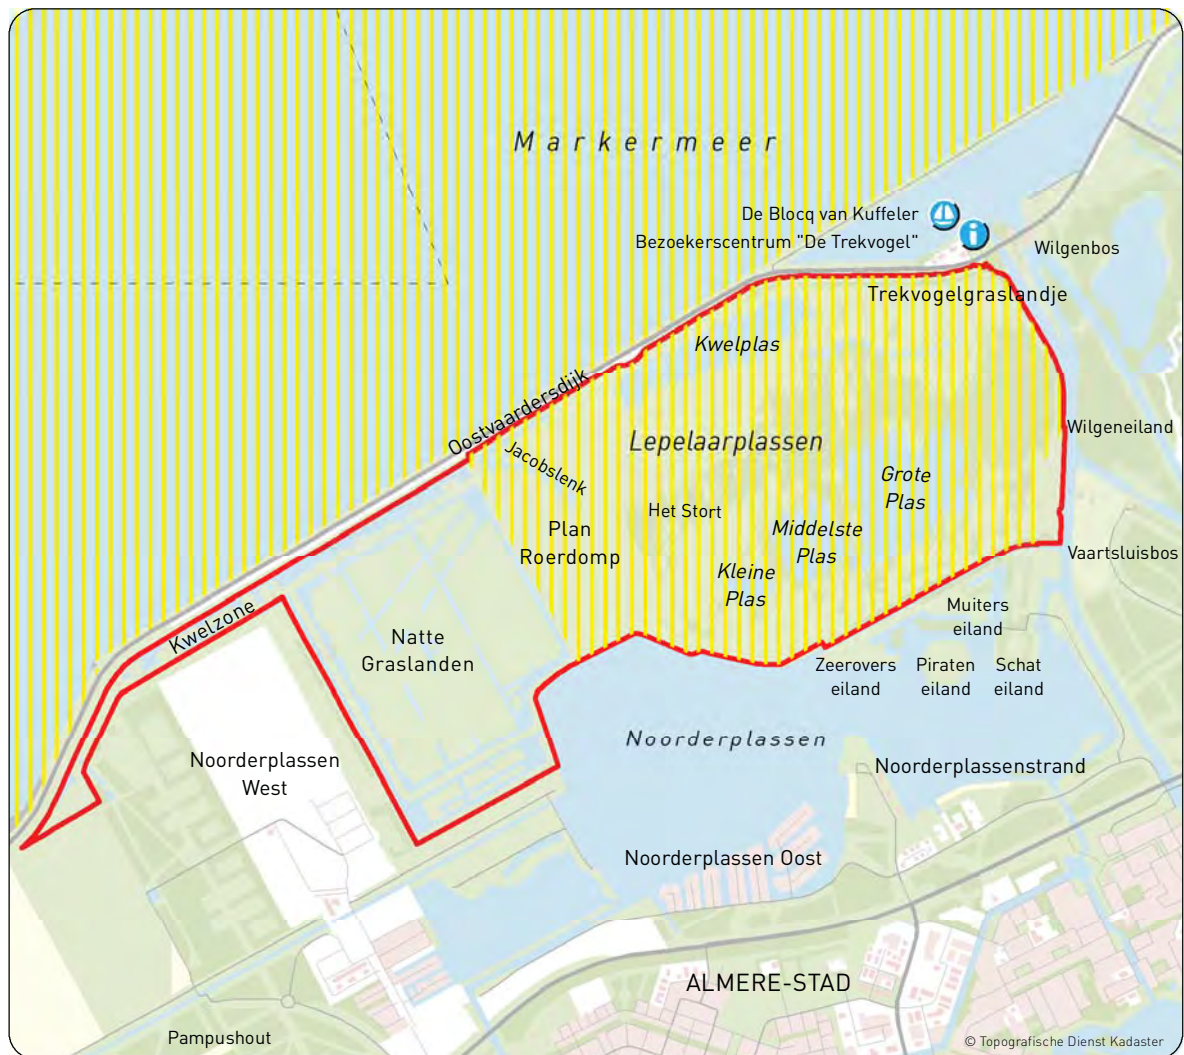 Markermeer
De Blocq van Kuffeler
Bezoekerscentrum "De Trekvogel"
Wilgenbos
Trekvogelgraslandje
Kwelplas
Oostvaardersdijk
Wilgeneiland
Lepelaarplassen
Jacobslenk
Grote
Plas
Het Stort
Plan
Roerdomp
Middelste
Plas
Vaartsluisbos
Kleine
Plas
Muiters
eiland
Kwelzone
Natte
Graslanden
Zeerovers
eiland
Piraten
eiland
Schat
eiland
Noorderplassen
Noorderplassen
West
Noorderplassenstrand
Noorderplassen Oost
ALMERE-STAD
Pampushout
© Topografische Dienst Kadaster